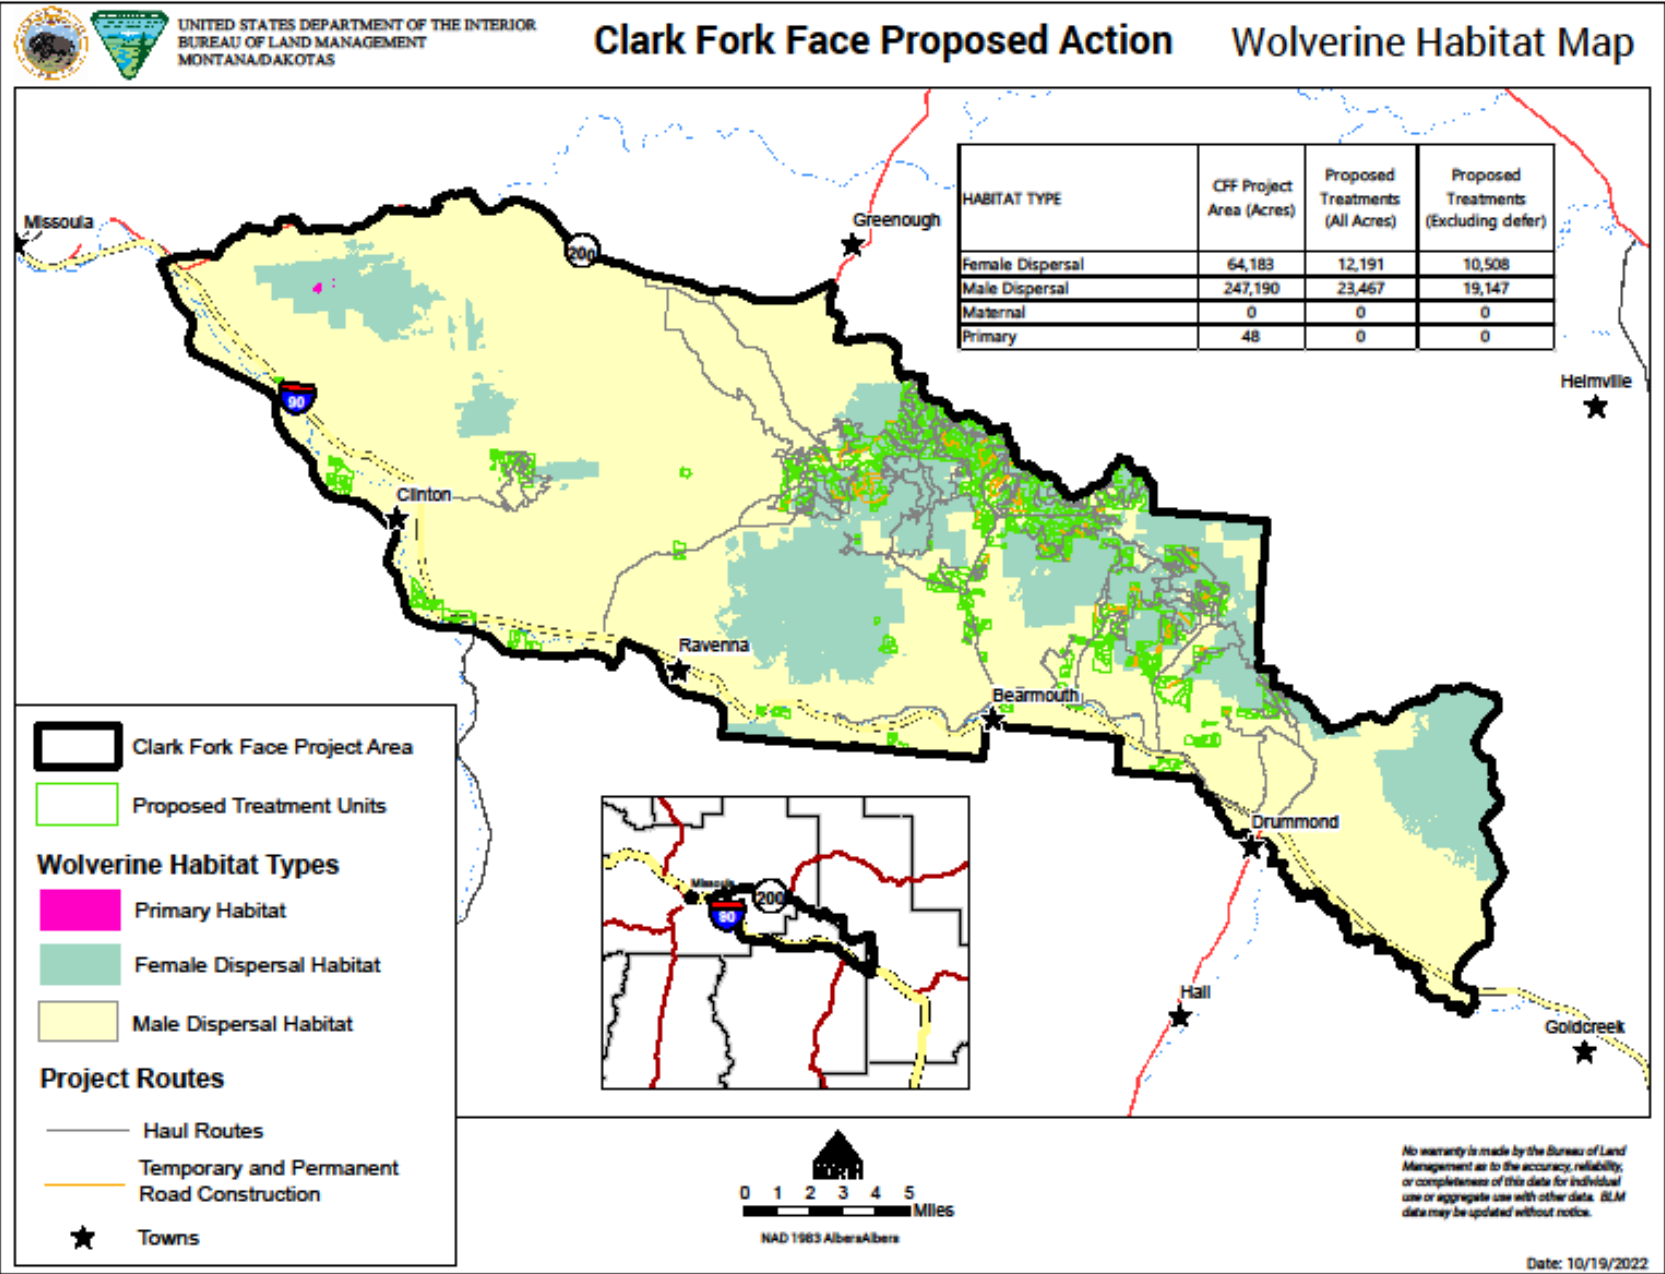 UNITED STATES DEPARTMENT OF THE INTERIOR
BUREAU OF LAND MANAGEMENT
MONTANA/DAKOTAS
Clark Fork Face Proposed Action
Wolverine Habitat Map
HABITAT TYPE
CFF Project
Area (Acres)
Proposed
Treatments
(All Acres)
Proposed
Treatments
(Excluding defer)
Female Dispersal 64,183 12,191 10,508
Male Dispersal 247,190 23,467 19,147
Maternal 0 0 0
Primary 48 0 0
Missoula
Greenough
200
Helmville
90
Clinton
Ravenna
Bearmouth
Drummond
Hall
Goldcreek
Clark Fork Face Project Area
Proposed Treatment Units
Wolverine Habitat Types
Primary Habitat
Female Dispersal Habitat
Male Dispersal Habitat
Project Routes
Haul Routes
Temporary and Permanent
Road Construction
Towns
Missoula
200
90
NORTH
0 1 2 3 4 5
Miles
NAD 1983 AlbersAlbers
No warranty is made by the Bureau of Land
Management as to the accuracy, reliability,
or completeness of this data for individual
use or aggregate use with other data. BLM
data may be updated without notice.
Date: 10/19/2022